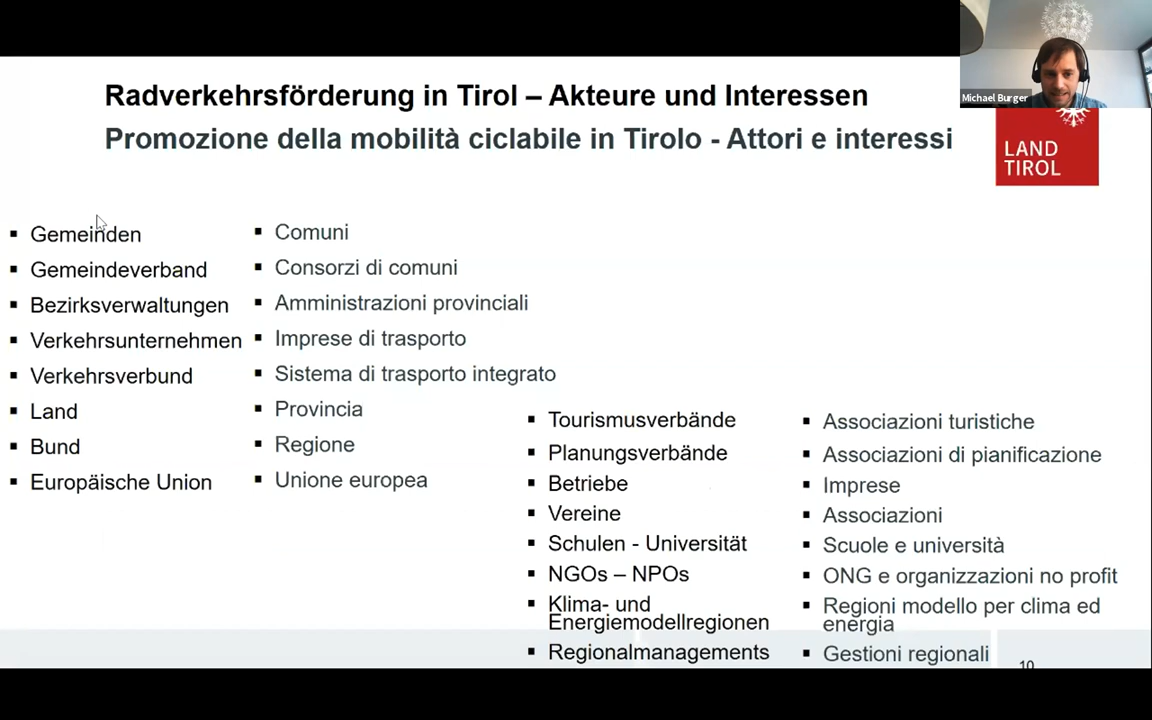 Michael Burger
Radverkehrsförderung in Tirol – Akteure und Interessen
Promozione della mobilità ciclabile in Tirolo - Attori e interessi
LAND
TIROL
Gemeinden
Gemeindeverband
Bezirksverwaltungen
Verkehrsunternehmen
Verkehrsverbund
Land
Bund
Europäische Union
Comuni
Consorzi di comuni
Amministrazioni provinciali
Imprese di trasporto
Sistema di trasporto integrato
Provincia
Regione
Unione europea
Tourismusverbände
Planungsverbände
Betriebe
Vereine
Schulen - Universität
NGOs – NPOs
Klima- und
Energiemodellregionen
Regionalmanagements
Associazioni turistiche
Associazioni di pianificazione
Imprese
Associazioni
Scuole e università
ONG e organizzazioni no profit
Regioni modello per clima ed
energia
Gestioni regionali
10